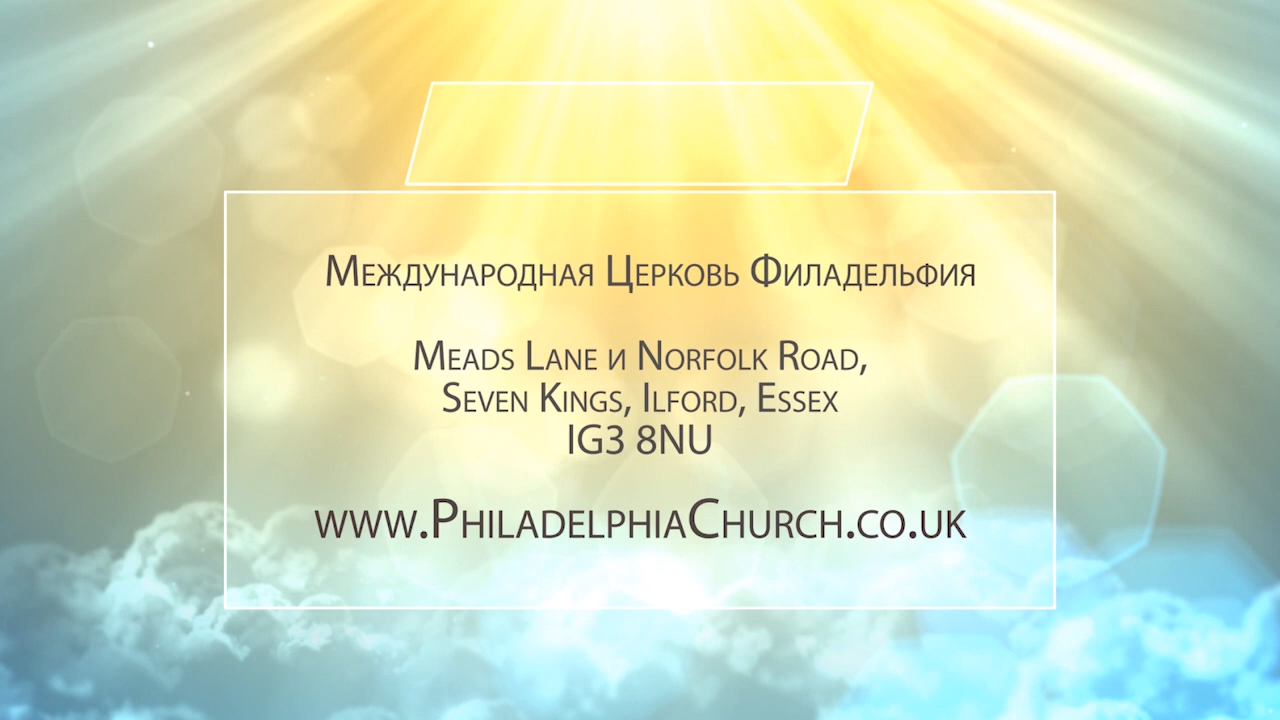 Международная Церковь Филадельфия
Meads Lane и Norfolk Road,
Seven Kings, Ilford, Essex
IG3 8NU
www.PhiladelphiaChurch.co.uk